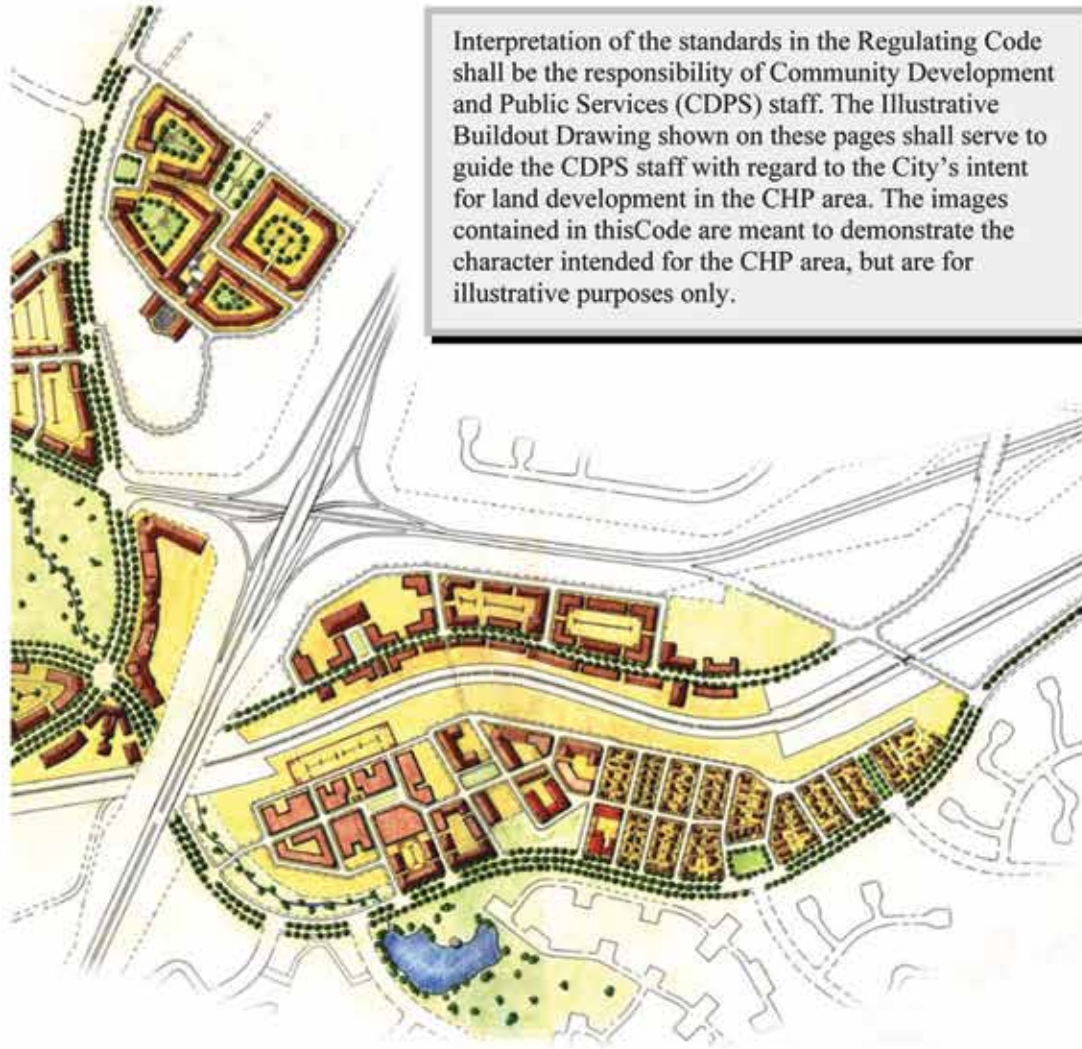 Interpretation of the standards in the Regulating Code
shall be the responsibility of Community Development
and Public Services (CDPS) staff. The Illustrative
Buildout Drawing shown on these pages shall serve to
guide the CDPS staff with regard to the City’s intent
for land development in the CHP area. The images
contained in thisCode are meant to demonstrate the
character intended for the CHP area, but are for
illustrative purposes only.